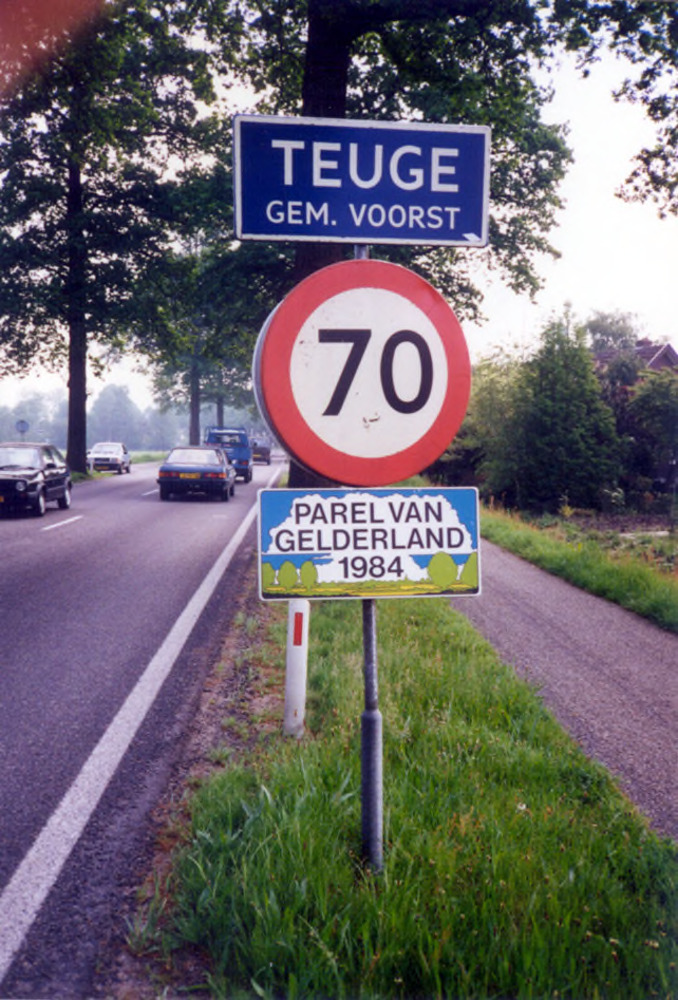 TEUGE
GEM. VOORST
70
PAREL VAN
GELDERLAND
1984